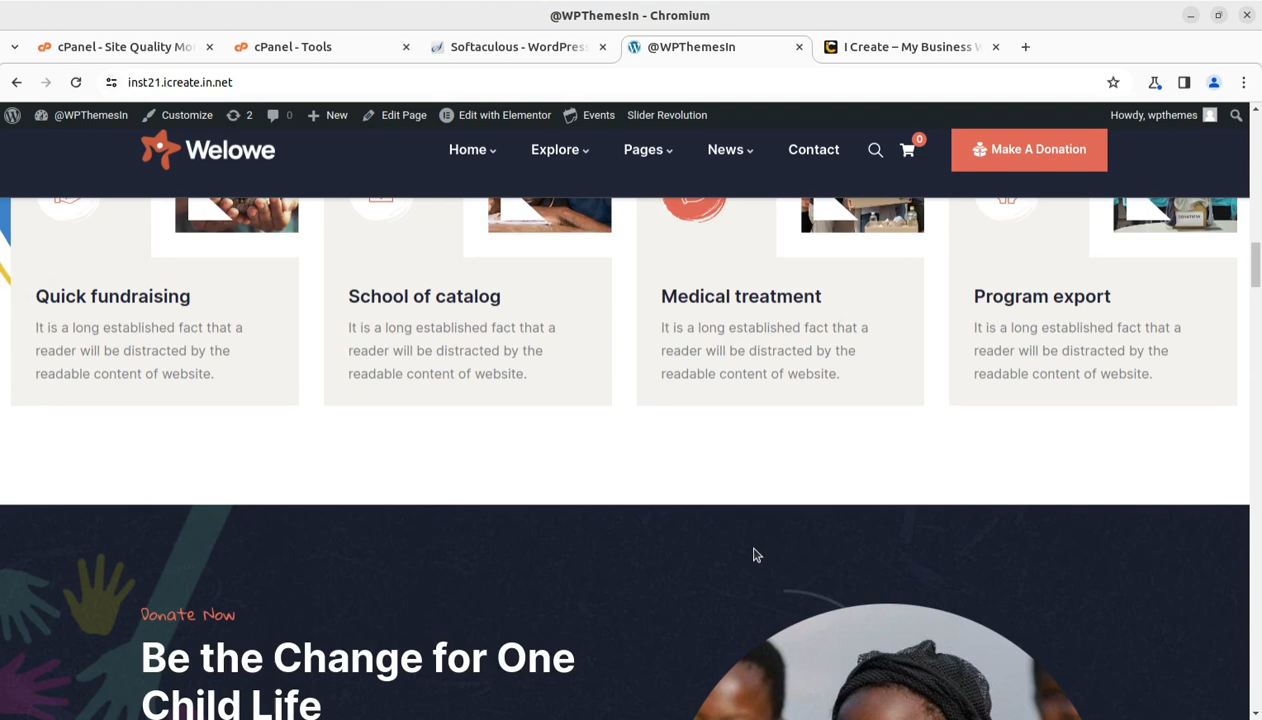 @WPThemesIn - Chromium
cPanel - Site Quality Mo
cPanel - Tools
Softaculous - WordPress
@WPThemesIn
I Create – My Business W
inst21.icreate.in.net
@WPThemesIn
Customize
2
0
New
Edit Page
Edit with Elementor
Events
Slider Revolution
Howdy, wpthemes
Welowe
Home
Explore
Pages
News
Contact
0
Make A Donation
Quick fundraising
It is a long established fact that a
reader will be distracted by the
readable content of website.
School of catalog
It is a long established fact that a
reader will be distracted by the
readable content of website.
Medical treatment
It is a long established fact that a
reader will be distracted by the
readable content of website.
Program export
It is a long established fact that a
reader will be distracted by the
readable content of website.
Donate Now
Be the Change for One
Child Life